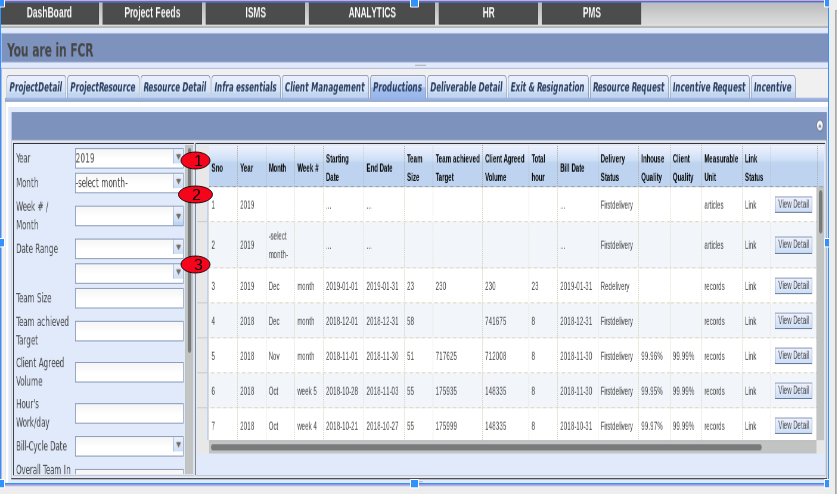 DashBoard Project Feeds ISMS ANALYTICS HR PMS
You are in FCR
ProjectDetail ProjectResource Resource Detail Infra essentials Client Management Productions Deliverable Detail Exit & Resignation Resource Request Incentive Request Incentive
Year 2019
Month -select month-
Week # /
Month
Date Range
Team Size
Team achieved
Target
Client Agreed
Volume
Hour's
Work/day
Bill-Cycle Date
Overall Team In
1
2
3
Sno Year Month Week # Starting Date End Date Team Size Team achieved Target Client Agreed Volume Total hour Bill Date Delivery Status Inhouse Quality Client Quality Measurable Unit Link Status
1 2019 ... ... ... Firstdelivery articles Link View Detail
2 2019 -select month- ... ... ... Firstdelivery articles Link View Detail
3 2019 Dec month 2019-01-01 2019-01-31 23 230 230 23 2019-01-31 Redelivery records Link View Detail
4 2018 Dec month 2018-12-01 2018-12-31 58 741675 8 2018-12-31 Firstdelivery records Link View Detail
5 2018 Nov month 2018-11-01 2018-11-30 51 717625 712008 8 2018-11-30 Firstdelivery 99.96% 99.99% records Link View Detail
6 2018 Oct week 5 2018-10-28 2018-11-03 55 175935 148335 8 2018-11-30 Firstdelivery 99.95% 99.99% records Link View Detail
7 2018 Oct week 4 2018-10-21 2018-10-27 55 175999 148335 8 2018-10-31 Firstdelivery 99.97% 99.99% records Link View Detail